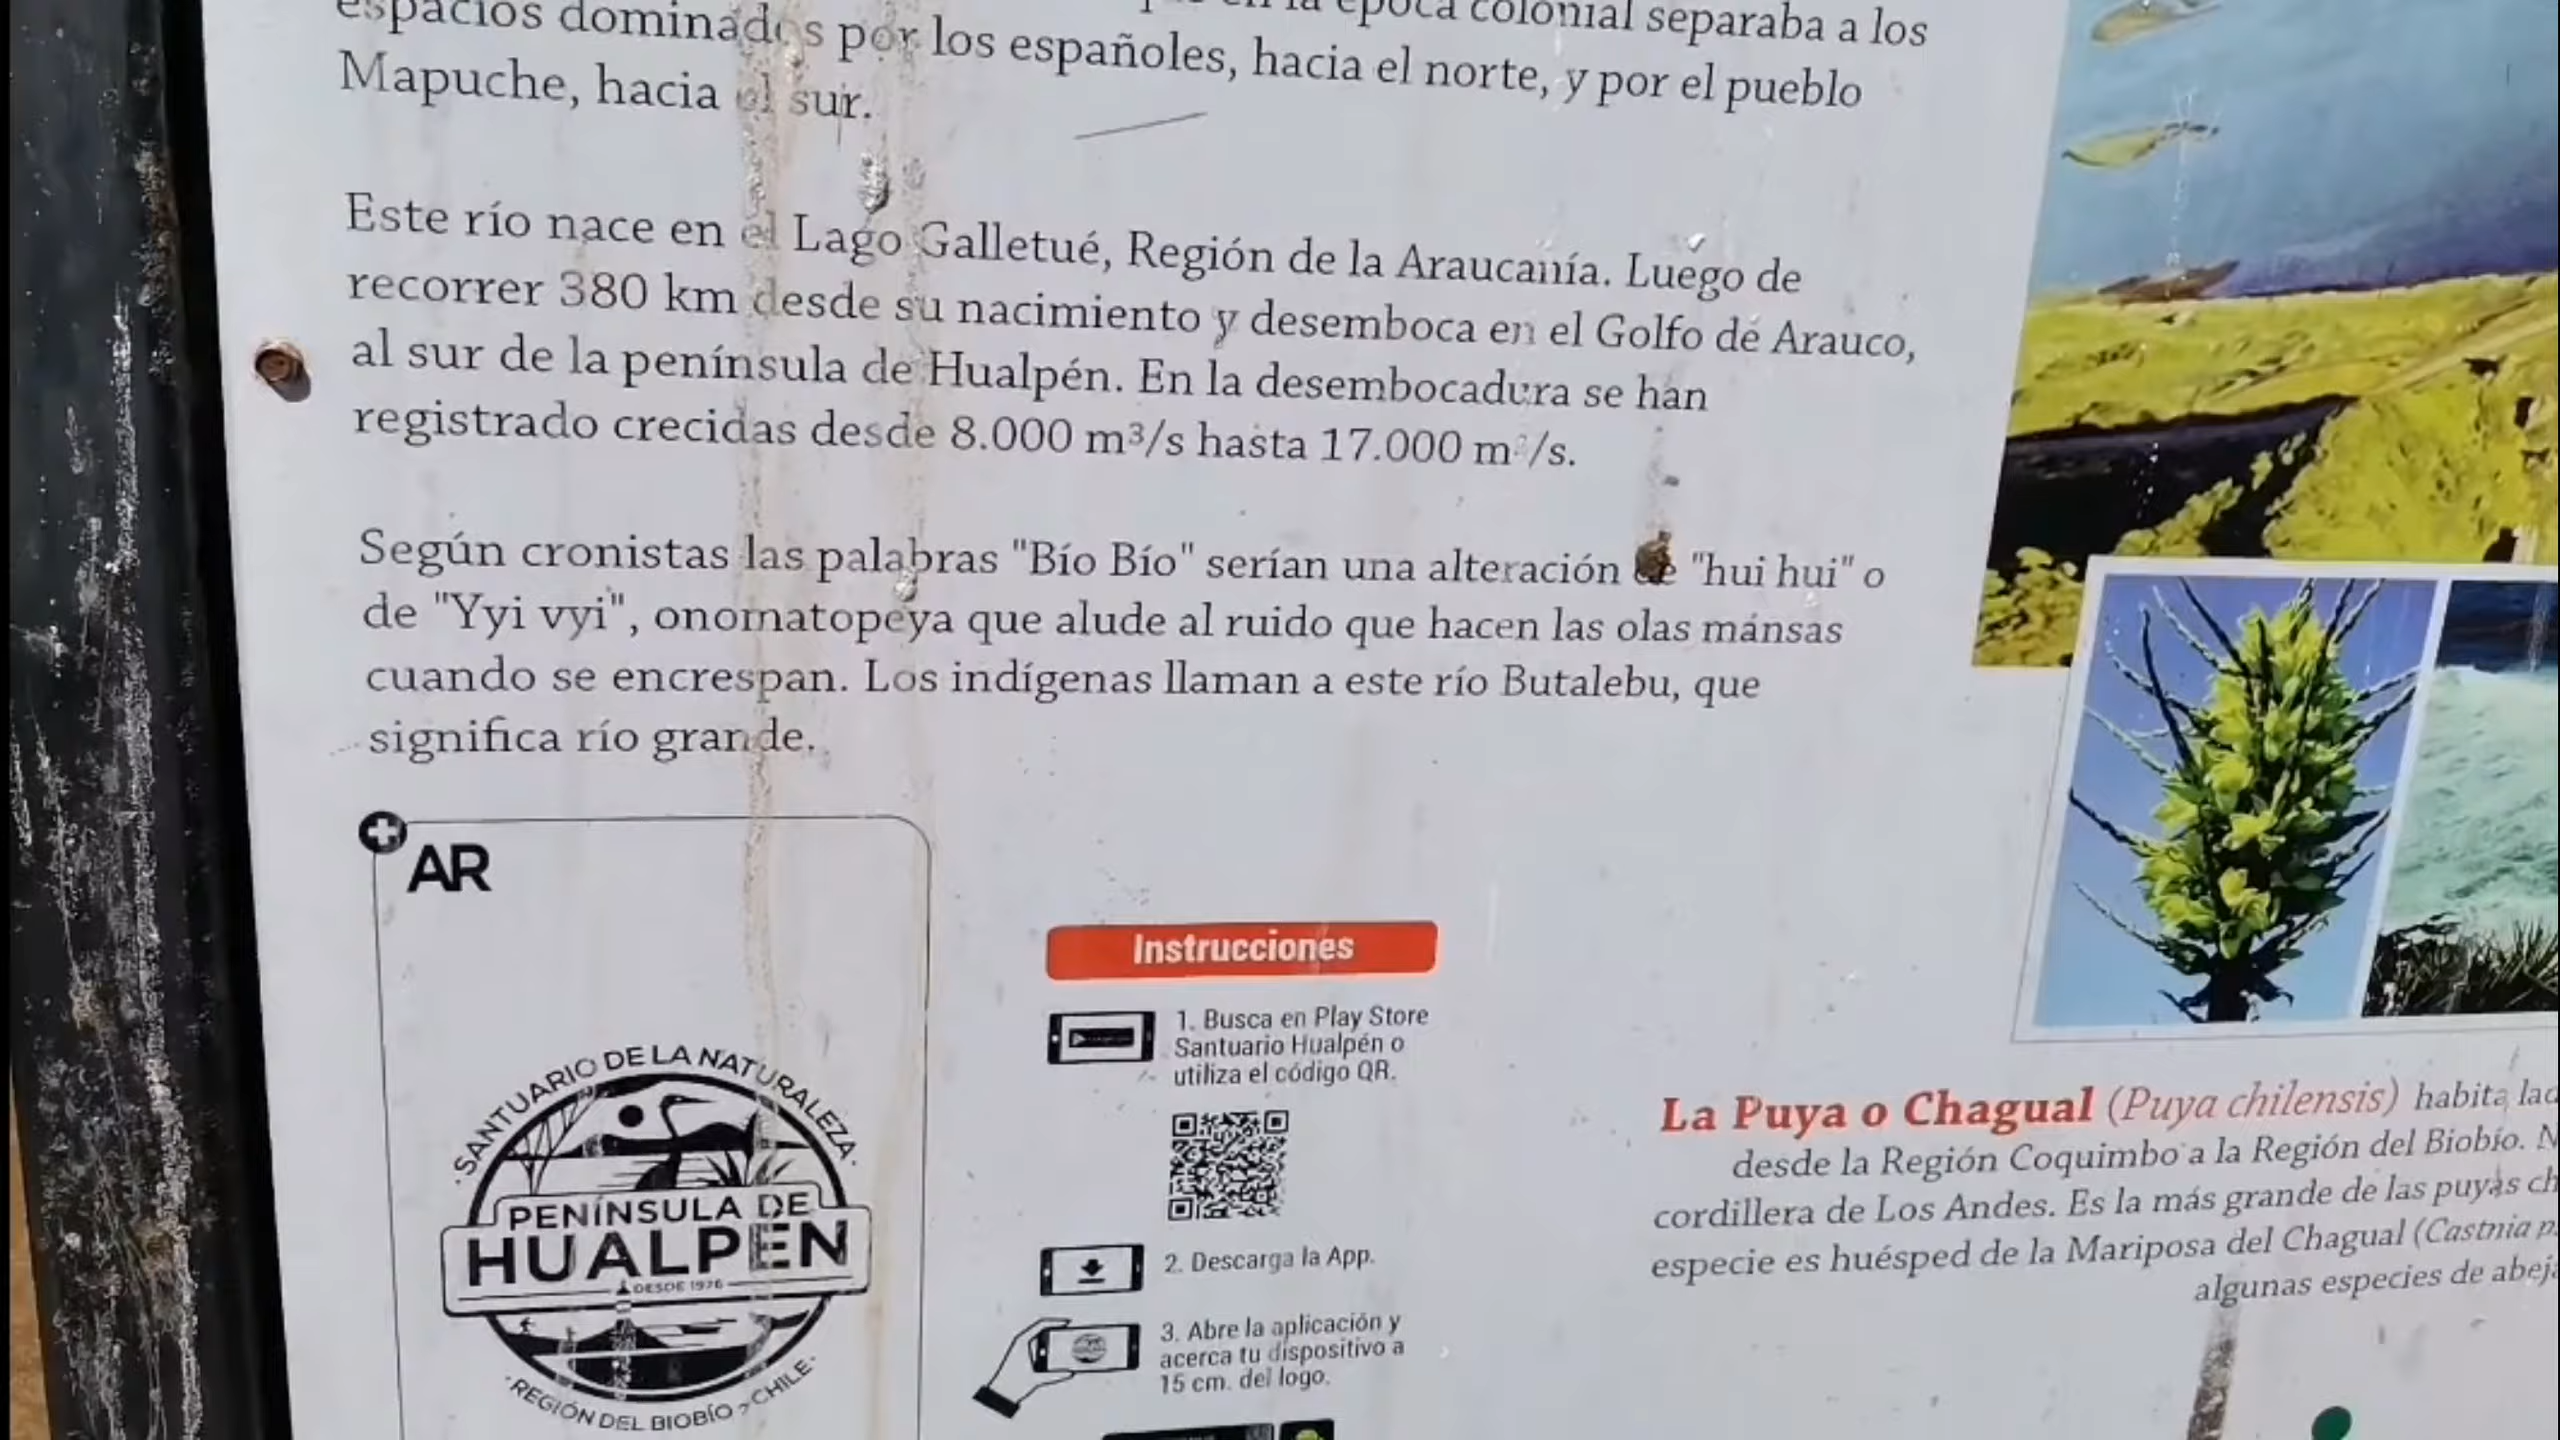 espacios dominados por los españoles, hacia el norte, y por el pueblo
en la época colonial separaba a los
Mapuche, hacia el sur.
Este río nace en el Lago Galletué, Región de la Araucanía. Luego de
recorrer 380 km desde su nacimiento y desemboca en el Golfo de Arauco,
al sur de la península de Hualpén. En la desembocadura se han
registrado crecidas desde 8.000 m³/s hasta 17.000 m³/s.
Según cronistas las palabras "Bío Bío" serían una alteración de "hui hui" o
de "Yyi vyi", onomatopeya que alude al ruido que hacen las olas mansas
cuando se encrespan. Los indígenas llaman a este río Butalebu, que
significa río grande.
AR
SANTUARIO DE LA NATURALEZA
PENÍNSULA DE
HUALPÉN
DESDE 1976
REGIÓN DEL BIOBÍO - CHILE
Instrucciones
1. Busca en Play Store
Santuario Hualpén o
utiliza el código QR.
2. Descarga la App.
3. Abre la aplicación y
acerca tu dispositivo a
15 cm. del logo.
La Puya o Chagual (Puya chilensis) habita
desde la Región Coquimbo a la Región del Biobío.
cordillera de Los Andes. Es la más grande de las puyas
especie es huésped de la Mariposa del Chagual (Castnia
algunas especies de